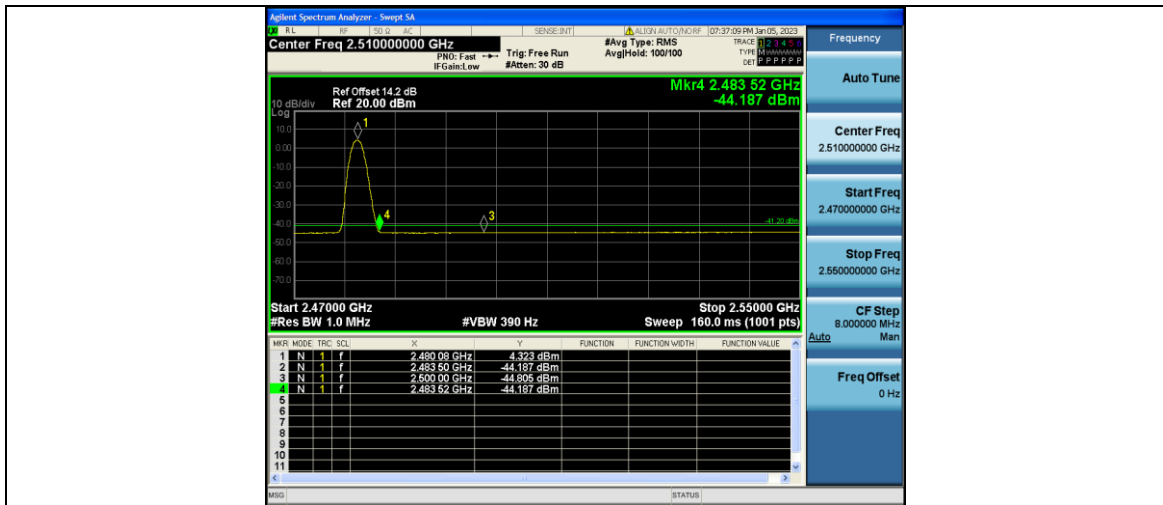 Agilent Spectrum Analyzer - Swept SA
RL RF 50 Ω AC SENSE:INT ALIGN AUTO/NO RF 07:37:09 PM Jan 05, 2023
Center Freq 2.510000000 GHz
PNO: Fast Trig: Free Run #Avg Type: RMS TRACE 1 2 3 4 5 6
IFGain:Low #Atten: 30 dB Avg|Hold: 100/100 TYPE M WWWWW
DET P P P P P P
Frequency
Auto Tune
Center Freq
2.510000000 GHz
Start Freq
2.470000000 GHz
Stop Freq
2.550000000 GHz
CF Step
8.000000 MHz
Auto Man
Freq Offset
0 Hz
Mkr4 2.483 52 GHz
-44.187 dBm
Ref Offset 14.2 dB
10 dB/div Ref 20.00 dBm
Log
10.0
0.00
-10.0
-20.0
-30.0
-40.0
-50.0
-60.0
-70.0
1
4
3
-41.20 dBm
Start 2.47000 GHz Stop 2.55000 GHz
#Res BW 1.0 MHz #VBW 390 Hz Sweep 160.0 ms (1001 pts)
MKR MODE TRC SCL X Y FUNCTION FUNCTION WIDTH FUNCTION VALUE
1 N 1 f 2.480 08 GHz 4.323 dBm
2 N 1 f 2.483 50 GHz -44.187 dBm
3 N 1 f 2.500 00 GHz -44.805 dBm
4 N 1 f 2.483 52 GHz -44.187 dBm
5
6
7
8
9
10
11
MSG STATUS